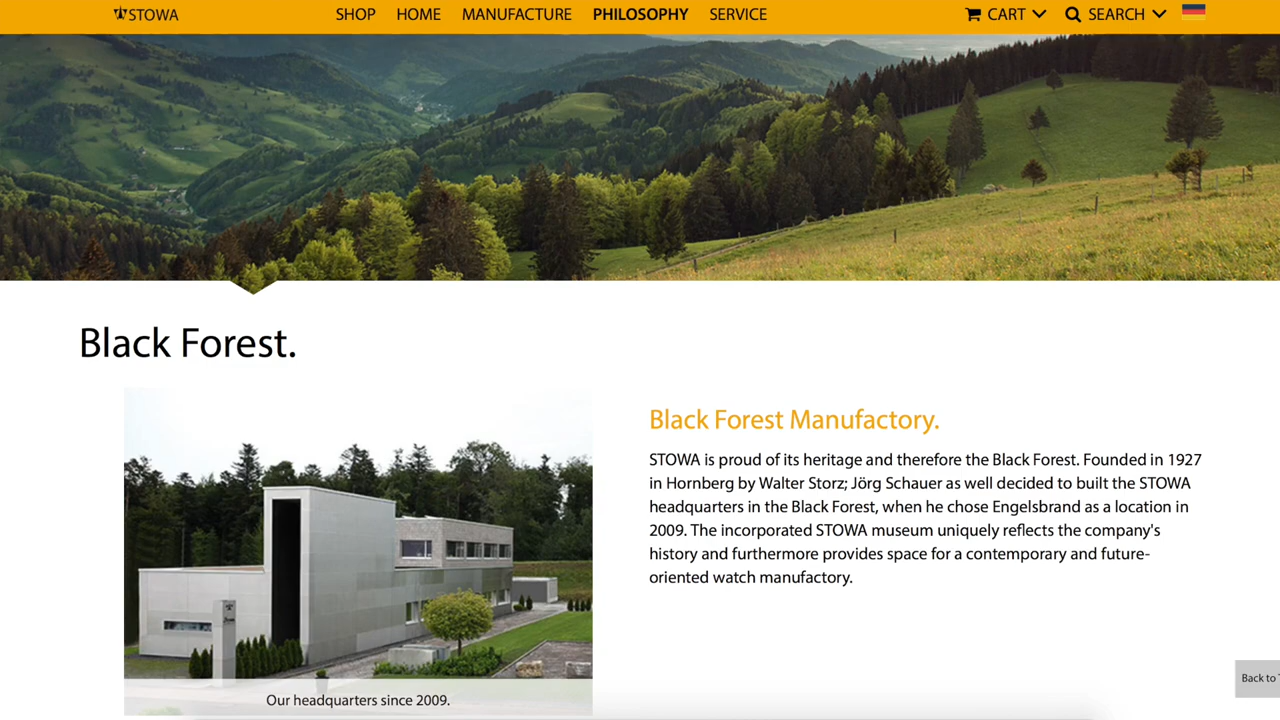 STOWA SHOP HOME MANUFACTURE PHILOSOPHY SERVICE CART SEARCH
Black Forest.
Black Forest Manufactory.
STOWA is proud of its heritage and therefore the Black Forest. Founded in 1927
in Hornberg by Walter Storz; Jörg Schauer as well decided to built the STOWA
headquarters in the Black Forest, when he chose Engelsbrand as a location in
2009. The incorporated STOWA museum uniquely reflects the company's
history and furthermore provides space for a contemporary and future-
oriented watch manufactory.
Our headquarters since 2009.
Back to